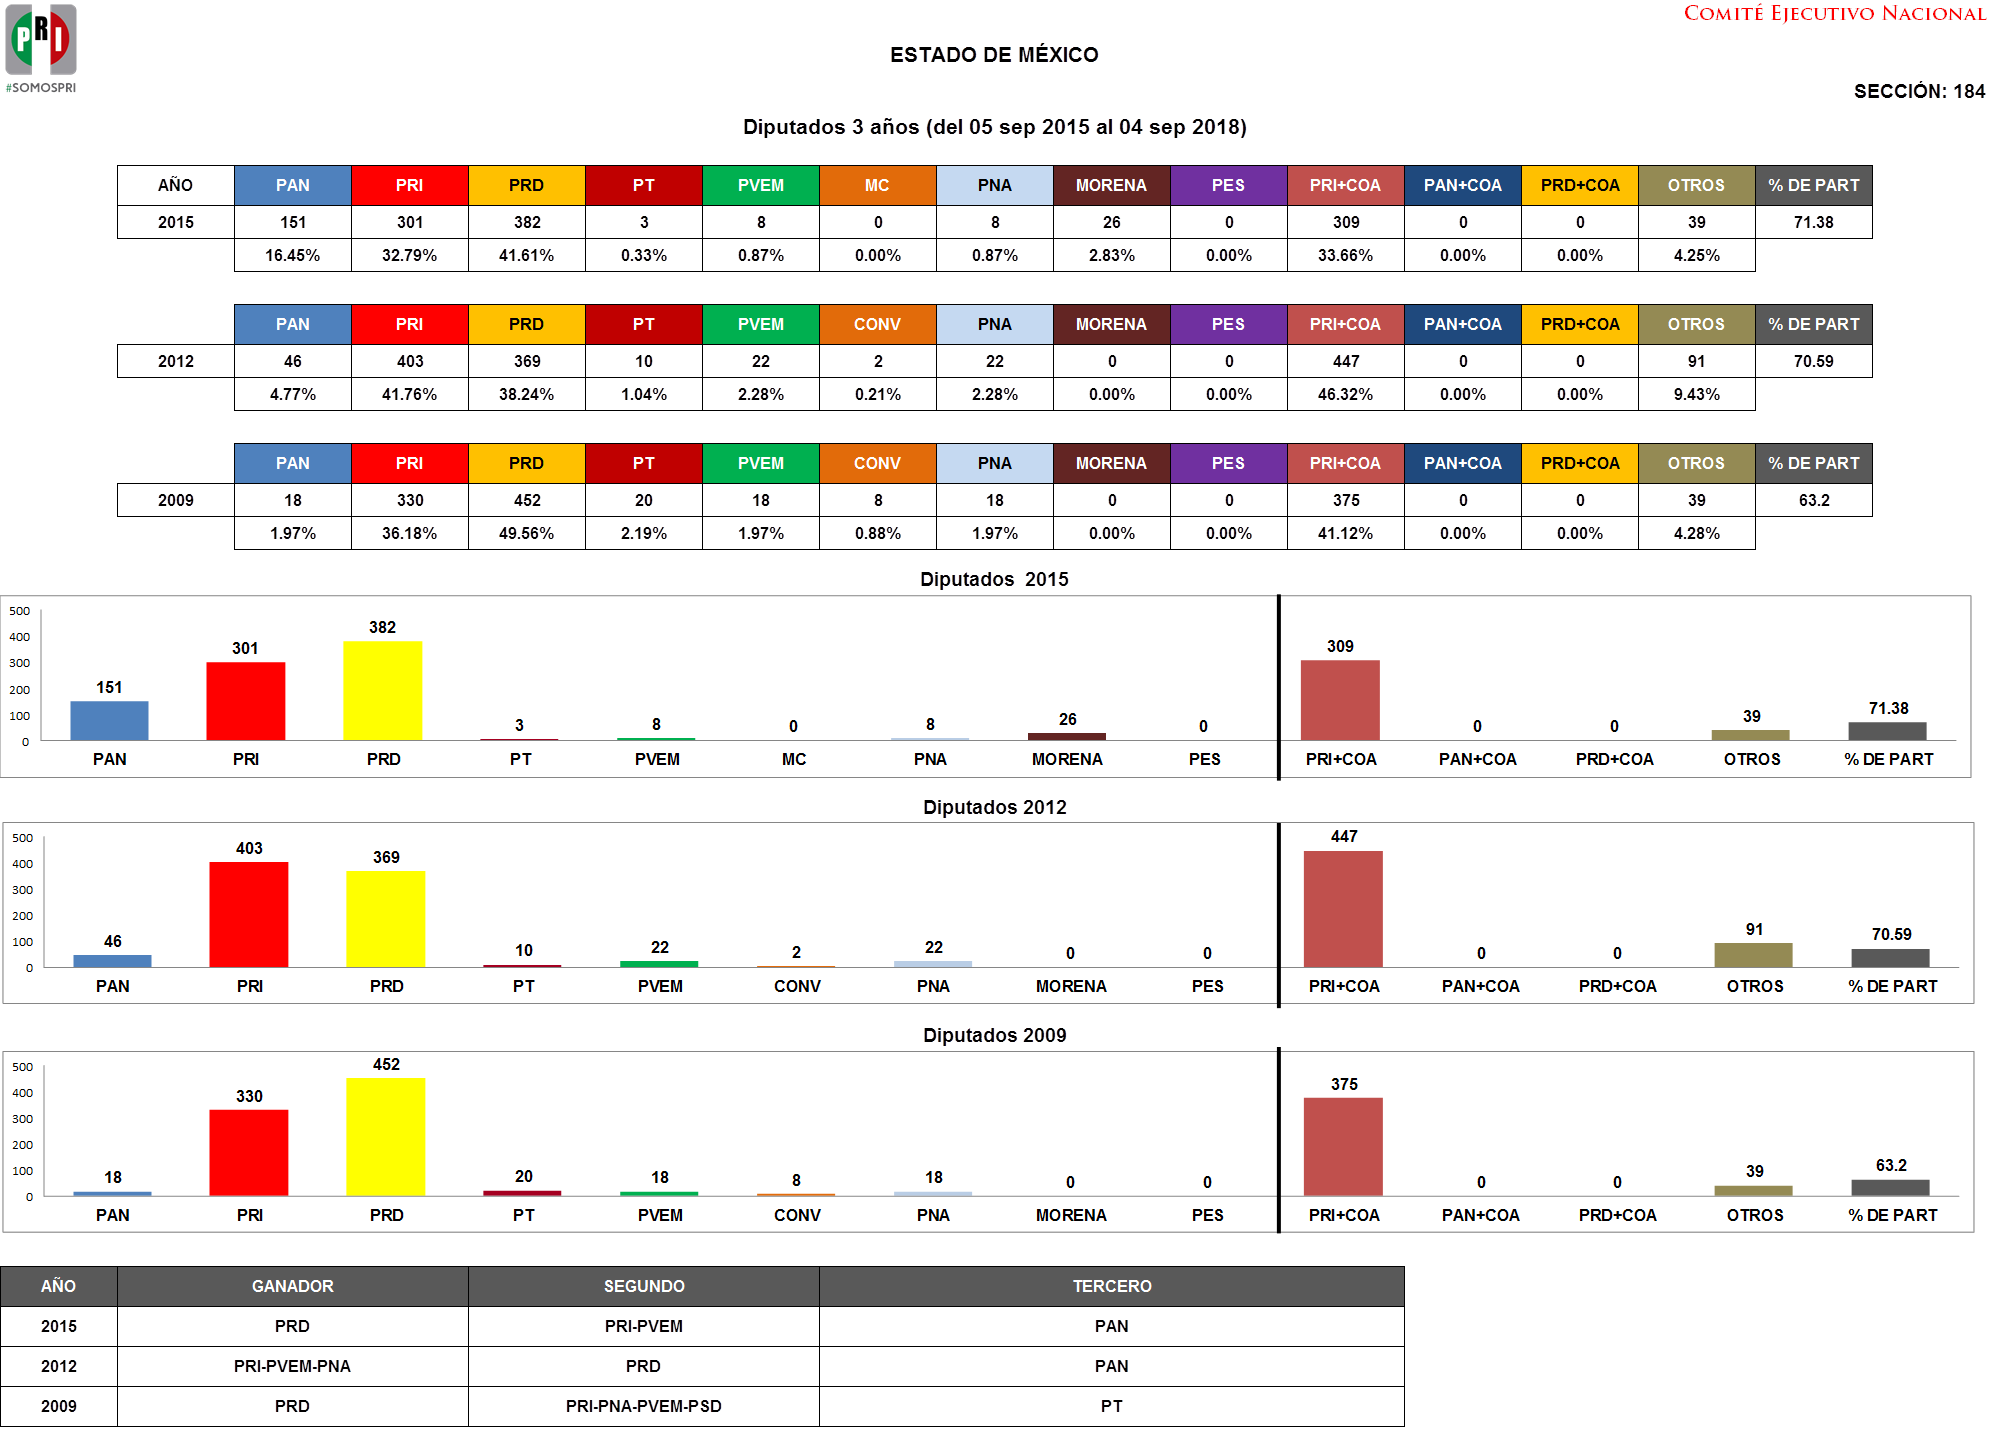 PRI
#SOMOSPRI
COMITÉ EJECUTIVO NACIONAL
ESTADO DE MÉXICO
SECCIÓN: 184
Diputados 3 años (del 05 sep 2015 al 04 sep 2018)
AÑO PAN PRI PRD PT PVEM MC PNA MORENA PES PRI+COA PAN+COA PRD+COA OTROS % DE PART
2015 151 301 382 3 8 0 8 26 0 309 0 0 39 71.38
16.45% 32.79% 41.61% 0.33% 0.87% 0.00% 0.87% 2.83% 0.00% 33.66% 0.00% 0.00% 4.25%
PAN PRI PRD PT PVEM CONV PNA MORENA PES PRI+COA PAN+COA PRD+COA OTROS % DE PART
2012 46 403 369 10 22 2 22 0 0 447 0 0 91 70.59
4.77% 41.76% 38.24% 1.04% 2.28% 0.21% 2.28% 0.00% 0.00% 46.32% 0.00% 0.00% 9.43%
PAN PRI PRD PT PVEM CONV PNA MORENA PES PRI+COA PAN+COA PRD+COA OTROS % DE PART
2009 18 330 452 20 18 8 18 0 0 375 0 0 39 63.2
1.97% 36.18% 49.56% 2.19% 1.97% 0.88% 1.97% 0.00% 0.00% 41.12% 0.00% 0.00% 4.28%
Diputados 2015
500
400
300
200
100
0
151 301 382 3 8 0 8 26 0 309 0 0 39 71.38
PAN PRI PRD PT PVEM MC PNA MORENA PES PRI+COA PAN+COA PRD+COA OTROS % DE PART
Diputados 2012
500
400
300
200
100
0
46 403 369 10 22 2 22 0 0 447 0 0 91 70.59
PAN PRI PRD PT PVEM CONV PNA MORENA PES PRI+COA PAN+COA PRD+COA OTROS % DE PART
Diputados 2009
500
400
300
200
100
0
18 330 452 20 18 8 18 0 0 375 0 0 39 63.2
PAN PRI PRD PT PVEM CONV PNA MORENA PES PRI+COA PAN+COA PRD+COA OTROS % DE PART
AÑO GANADOR SEGUNDO TERCERO
2015 PRD PRI-PVEM PAN
2012 PRI-PVEM-PNA PRD PAN
2009 PRD PRI-PNA-PVEM-PSD PT